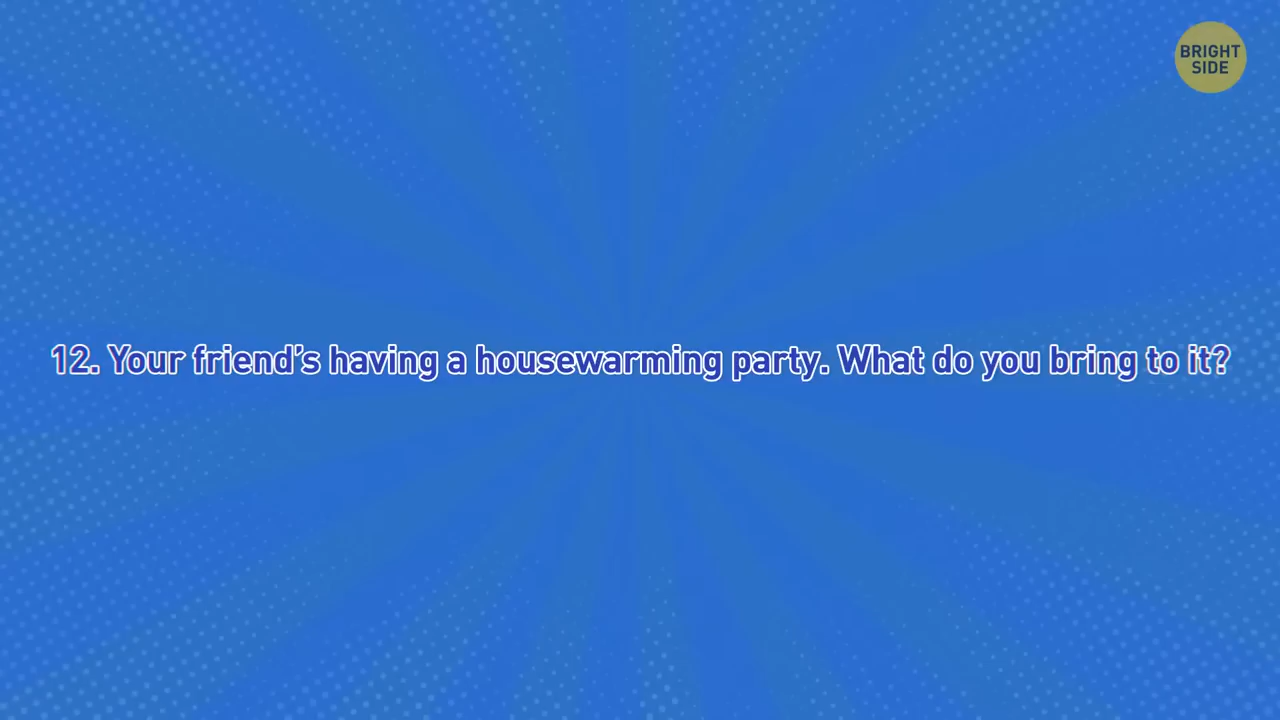 BRIGHT
SIDE
12. Your friend's having a housewarming party. What do you bring to it?